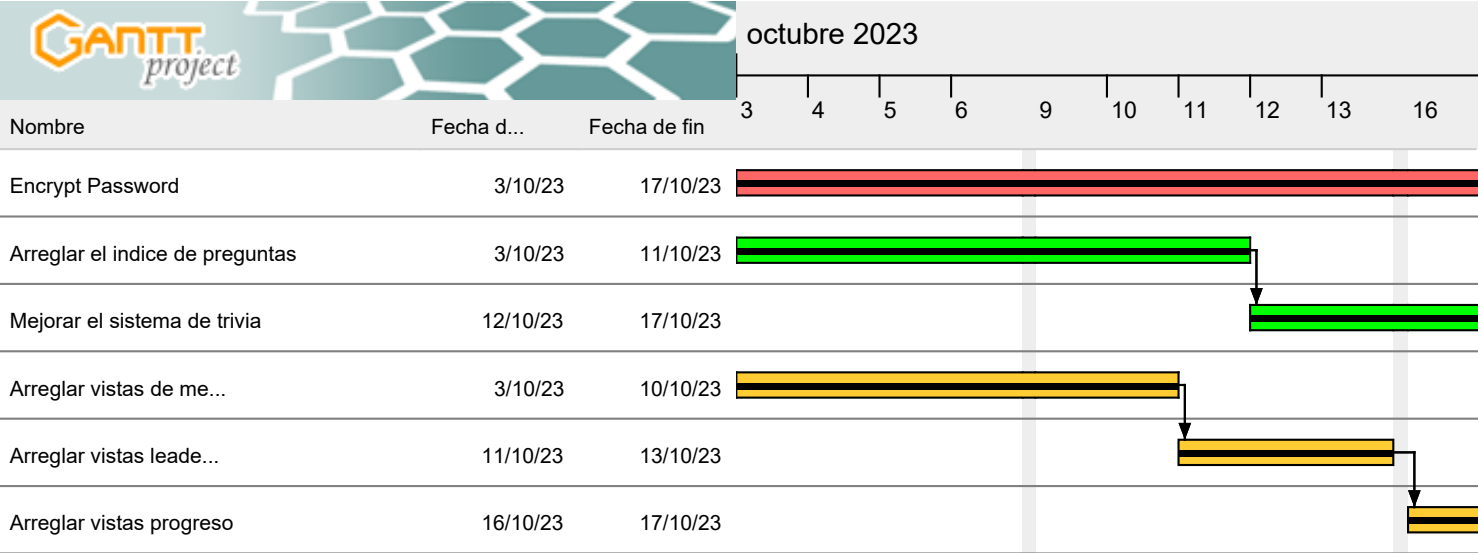 GANTT
project
octubre 2023
3 4 5 6 9 10 11 12 13 16
Nombre Fecha d... Fecha de fin
Encrypt Password 3/10/23 17/10/23
Arreglar el indice de preguntas 3/10/23 11/10/23
Mejorar el sistema de trivia 12/10/23 17/10/23
Arreglar vistas de me... 3/10/23 10/10/23
Arreglar vistas leade... 11/10/23 13/10/23
Arreglar vistas progreso 16/10/23 17/10/23